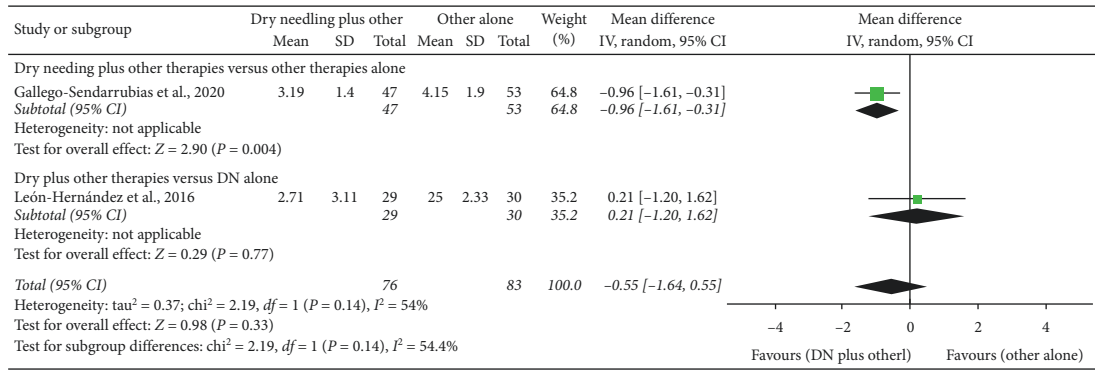 Study or subgroup Dry needling plus other Other alone Weight Mean difference Mean difference
Mean SD Total Mean SD Total (%) IV, random, 95% CI IV, random, 95% CI
Dry needing plus other therapies versus other therapies alone
Gallego-Sendarrubias et al., 2020 3.19 1.4 47 4.15 1.9 53 64.8 –0.96 [–1.61, –0.31]
Subtotal (95% CI) 47 53 64.8 –0.96 [–1.61, –0.31]
Heterogeneity: not applicable
Test for overall effect: Z = 2.90 (P = 0.004)
Dry plus other therapies versus DN alone
León-Hernández et al., 2016 2.71 3.11 29 25 2.33 30 35.2 0.21 [–1.20, 1.62]
Subtotal (95% CI) 29 30 35.2 0.21 [–1.20, 1.62]
Heterogeneity: not applicable
Test for overall effect: Z = 0.29 (P = 0.77)
Total (95% CI) 76 83 100.0 –0.55 [–1.64, 0.55]
Heterogeneity: tau² = 0.37; chi² = 2.19, df = 1 (P = 0.14), I² = 54%
Test for overall effect: Z = 0.98 (P = 0.33)
Test for subgroup differences: chi² = 2.19, df = 1 (P = 0.14), I² = 54.4%
–4 –2 0 2 4
Favours (DN plus otherl) Favours (other alone)